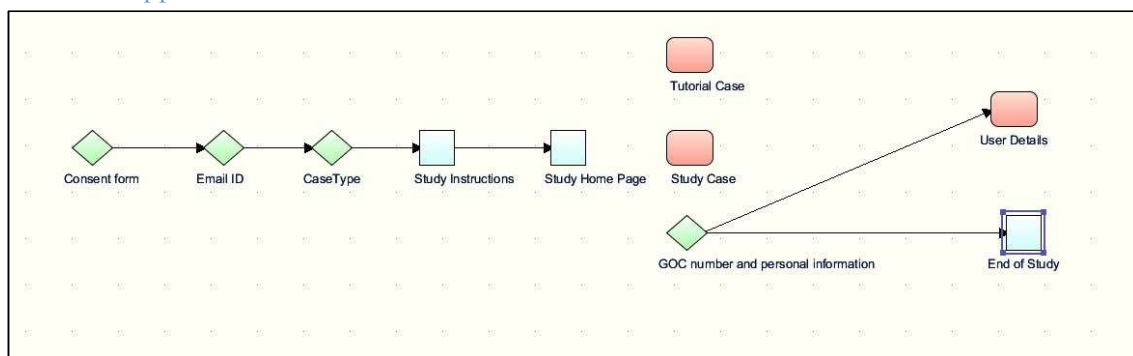 Tutorial Case
User Details
Consent form
Email ID
CaseType
Study Instructions
Study Home Page
Study Case
GOC number and personal information
End of Study